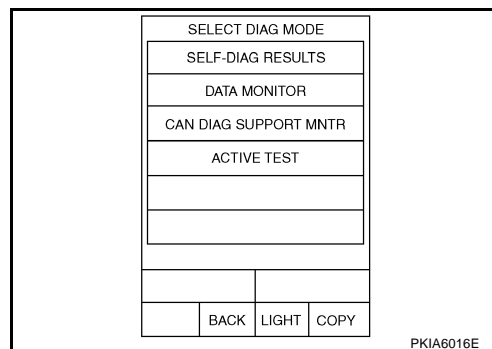 SELECT DIAG MODE
SELF-DIAG RESULTS
DATA MONITOR
CAN DIAG SUPPORT MNTR
ACTIVE TEST
BACK LIGHT COPY
PKIA6016E